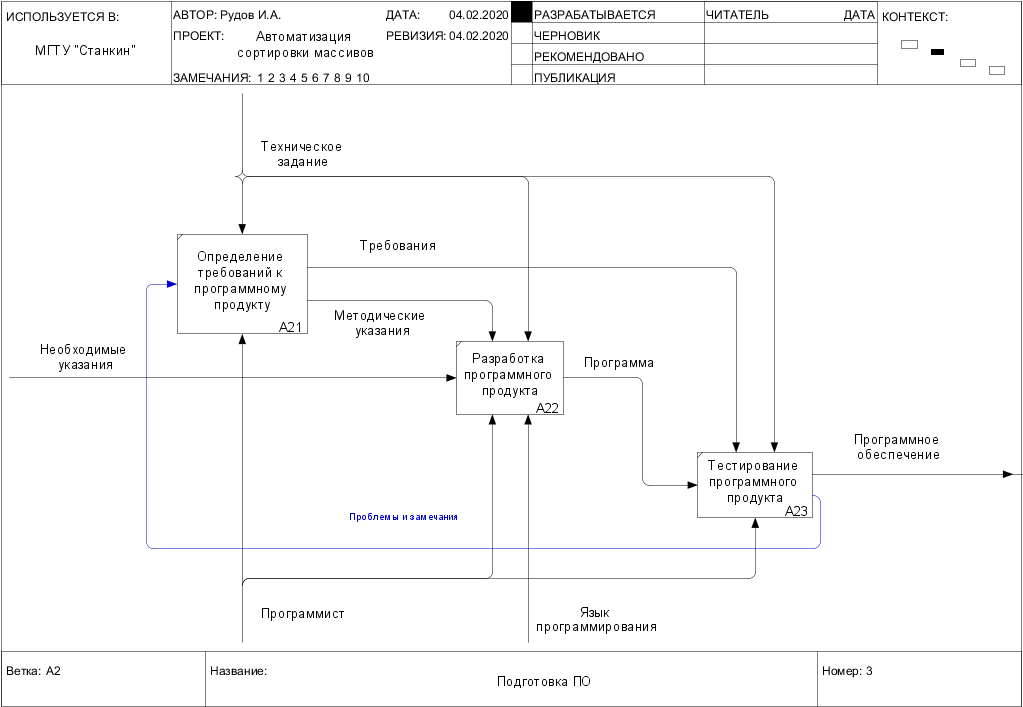 ИСПОЛЬЗУЕТСЯ В:
МГТУ "Станкин"
АВТОР: Рудов И.А.
ДАТА: 04.02.2020
ПРОЕКТ: Автоматизация
сортировки массивов
РЕВИЗИЯ: 04.02.2020
ЗАМЕЧАНИЯ: 1 2 3 4 5 6 7 8 9 10
РАЗРАБАТЫВАЕТСЯ
ЧЕРНОВИК
РЕКОМЕНДОВАНО
ПУБЛИКАЦИЯ
ЧИТАТЕЛЬ ДАТА
КОНТЕКСТ:
Техническое
задание
Определение
требований к
программному
продукту
A21
Требования
Методические
указания
Необходимые
указания
Разработка
программного
продукта
A22
Программа
Программное
обеспечение
Тестирование
программного
продукта
A23
Проблемы и замечания
Программист
Язык
программирования
Ветка: A2
Название:
Подготовка ПО
Номер: 3